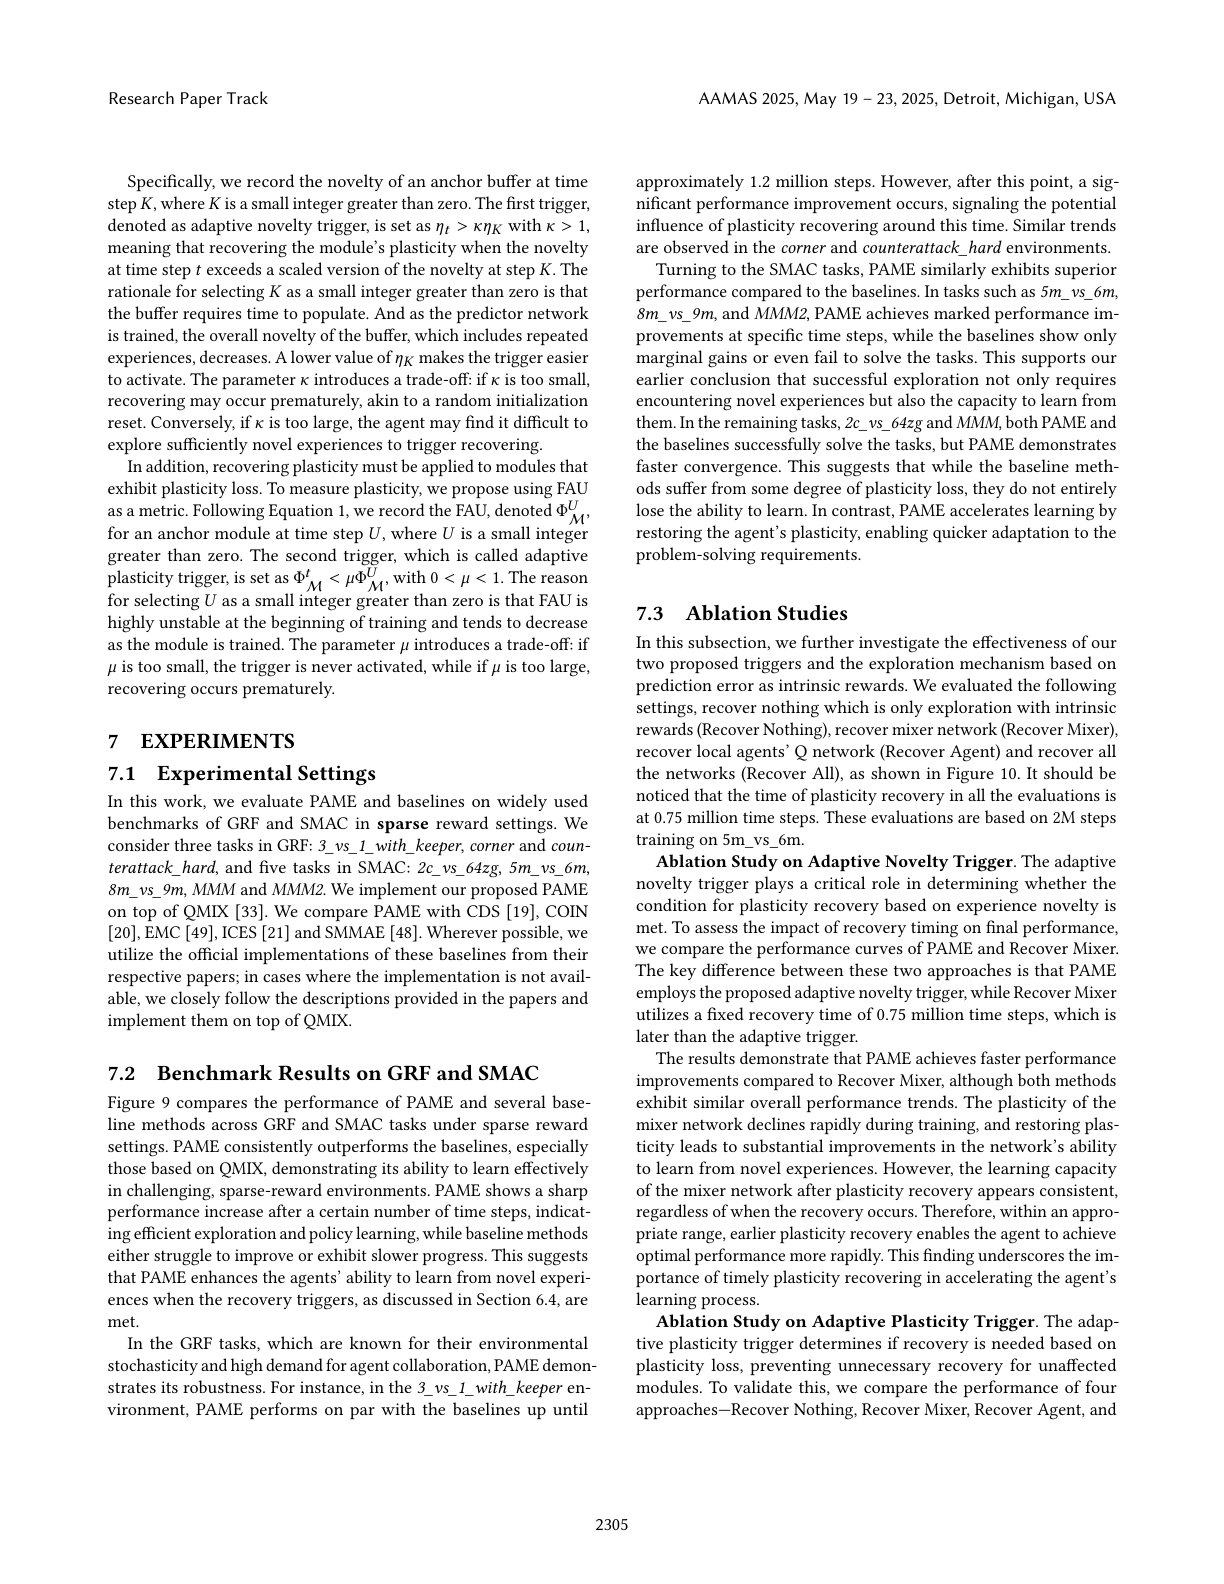 Research Paper Track
AAMAS 2025, May 19 – 23, 2025, Detroit, Michigan, USA
Specifically, we record the novelty of an anchor buffer at time
step K, where K is a small integer greater than zero. The first trigger,
denoted as adaptive novelty trigger, is set as η_t > κη_K with κ > 1,
meaning that recovering the module's plasticity when the novelty
at time step t exceeds a scaled version of the novelty at step K. The
rationale for selecting K as a small integer greater than zero is that
the buffer requires time to populate. And as the predictor network
is trained, the overall novelty of the buffer, which includes repeated
experiences, decreases. A lower value of η_K makes the trigger easier
to activate. The parameter κ introduces a trade-off: if κ is too small,
recovering may occur prematurely, akin to a random initialization
reset. Conversely, if κ is too large, the agent may find it difficult to
explore sufficiently novel experiences to trigger recovering.
In addition, recovering plasticity must be applied to modules that
exhibit plasticity loss. To measure plasticity, we propose using FAU
as a metric. Following Equation 1, we record the FAU, denoted Φ^U_M,
for an anchor module at time step U, where U is a small integer
greater than zero. The second trigger, which is called adaptive
plasticity trigger, is set as Φ^t_M < μΦ^U_M, with 0 < μ < 1. The reason
for selecting U as a small integer greater than zero is that FAU is
highly unstable at the beginning of training and tends to decrease
as the module is trained. The parameter μ introduces a trade-off: if
μ is too small, the trigger is never activated, while if μ is too large,
recovering occurs prematurely.
7 EXPERIMENTS
7.1 Experimental Settings
In this work, we evaluate PAME and baselines on widely used
benchmarks of GRF and SMAC in sparse reward settings. We
consider three tasks in GRF: 3_vs_1_with_keeper, corner and coun-
terattack_hard, and five tasks in SMAC: 2c_vs_64zg, 5m_vs_6m,
8m_vs_9m, MMM and MMM2. We implement our proposed PAME
on top of QMIX [33]. We compare PAME with CDS [19], COIN
[20], EMC [49], ICES [21] and SMMAE [48]. Wherever possible, we
utilize the official implementations of these baselines from their
respective papers; in cases where the implementation is not avail-
able, we closely follow the descriptions provided in the papers and
implement them on top of QMIX.
7.2 Benchmark Results on GRF and SMAC
Figure 9 compares the performance of PAME and several base-
line methods across GRF and SMAC tasks under sparse reward
settings. PAME consistently outperforms the baselines, especially
those based on QMIX, demonstrating its ability to learn effectively
in challenging, sparse-reward environments. PAME shows a sharp
performance increase after a certain number of time steps, indicat-
ing efficient exploration and policy learning, while baseline methods
either struggle to improve or exhibit slower progress. This suggests
that PAME enhances the agents' ability to learn from novel experi-
ences when the recovery triggers, as discussed in Section 6.4, are
met.
In the GRF tasks, which are known for their environmental
stochasticity and high demand for agent collaboration, PAME demon-
strates its robustness. For instance, in the 3_vs_1_with_keeper en-
vironment, PAME performs on par with the baselines up until
approximately 1.2 million steps. However, after this point, a sig-
nificant performance improvement occurs, signaling the potential
influence of plasticity recovering around this time. Similar trends
are observed in the corner and counterattack_hard environments.
Turning to the SMAC tasks, PAME similarly exhibits superior
performance compared to the baselines. In tasks such as 5m_vs_6m,
8m_vs_9m, and MMM2, PAME achieves marked performance im-
provements at specific time steps, while the baselines show only
marginal gains or even fail to solve the tasks. This supports our
earlier conclusion that successful exploration not only requires
encountering novel experiences but also the capacity to learn from
them. In the remaining tasks, 2c_vs_64zg and MMM, both PAME and
the baselines successfully solve the tasks, but PAME demonstrates
faster convergence. This suggests that while the baseline meth-
ods suffer from some degree of plasticity loss, they do not entirely
lose the ability to learn. In contrast, PAME accelerates learning by
restoring the agent's plasticity, enabling quicker adaptation to the
problem-solving requirements.
7.3 Ablation Studies
In this subsection, we further investigate the effectiveness of our
two proposed triggers and the exploration mechanism based on
prediction error as intrinsic rewards. We evaluated the following
settings, recover nothing which is only exploration with intrinsic
rewards (Recover Nothing), recover mixer network (Recover Mixer),
recover local agents' Q network (Recover Agent) and recover all
the networks (Recover All), as shown in Figure 10. It should be
noticed that the time of plasticity recovery in all the evaluations is
at 0.75 million time steps. These evaluations are based on 2M steps
training on 5m_vs_6m.
Ablation Study on Adaptive Novelty Trigger. The adaptive
novelty trigger plays a critical role in determining whether the
condition for plasticity recovery based on experience novelty is
met. To assess the impact of recovery timing on final performance,
we compare the performance curves of PAME and Recover Mixer.
The key difference between these two approaches is that PAME
employs the proposed adaptive novelty trigger, while Recover Mixer
utilizes a fixed recovery time of 0.75 million time steps, which is
later than the adaptive trigger.
The results demonstrate that PAME achieves faster performance
improvements compared to Recover Mixer, although both methods
exhibit similar overall performance trends. The plasticity of the
mixer network declines rapidly during training, and restoring plas-
ticity leads to substantial improvements in the network's ability
to learn from novel experiences. However, the learning capacity
of the mixer network after plasticity recovery appears consistent,
regardless of when the recovery occurs. Therefore, within an appro-
priate range, earlier plasticity recovery enables the agent to achieve
optimal performance more rapidly. This finding underscores the im-
portance of timely plasticity recovering in accelerating the agent's
learning process.
Ablation Study on Adaptive Plasticity Trigger. The adap-
tive plasticity trigger determines if recovery is needed based on
plasticity loss, preventing unnecessary recovery for unaffected
modules. To validate this, we compare the performance of four
approaches—Recover Nothing, Recover Mixer, Recover Agent, and
2305